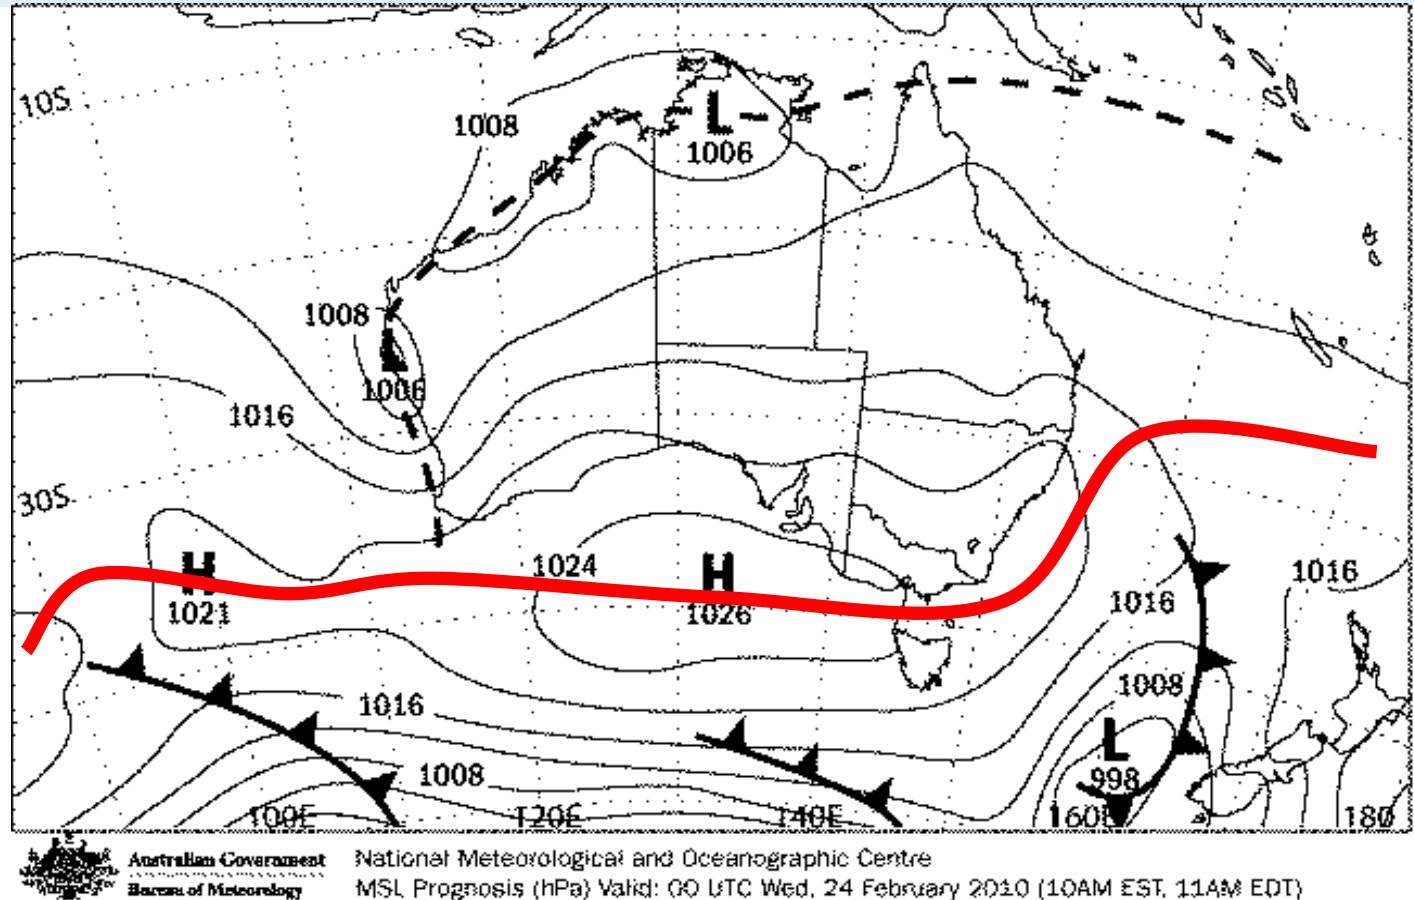 10S
1008
L
1006
1008
1006
1016
30S
H
1021
1024
H
1026
1016
1016
1008
1016
L
998
1008
100E
120E
140E
160E
180
Australian Government
Bureau of Meteorology
National Meteorological and Oceanographic Centre
MSL Prognosis (hPa) Valid: 00 UTC Wed, 24 February 2010 (10AM EST, 11AM EDT)